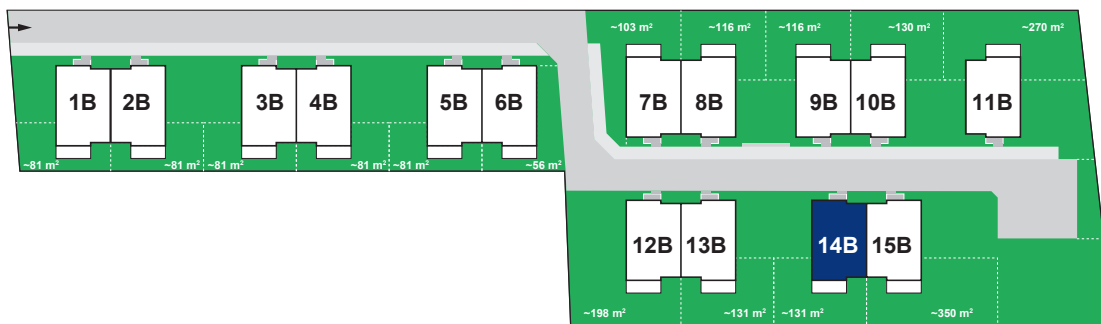 ~103 m² ~116 m² ~116 m² ~130 m² ~270 m²
1B 2B 3B 4B 5B 6B 7B 8B 9B 10B 11B
~81 m² ~81 m² ~81 m² ~81 m² ~81 m² ~56 m²
12B 13B 14B 15B
~198 m² ~131 m² ~131 m² ~350 m²